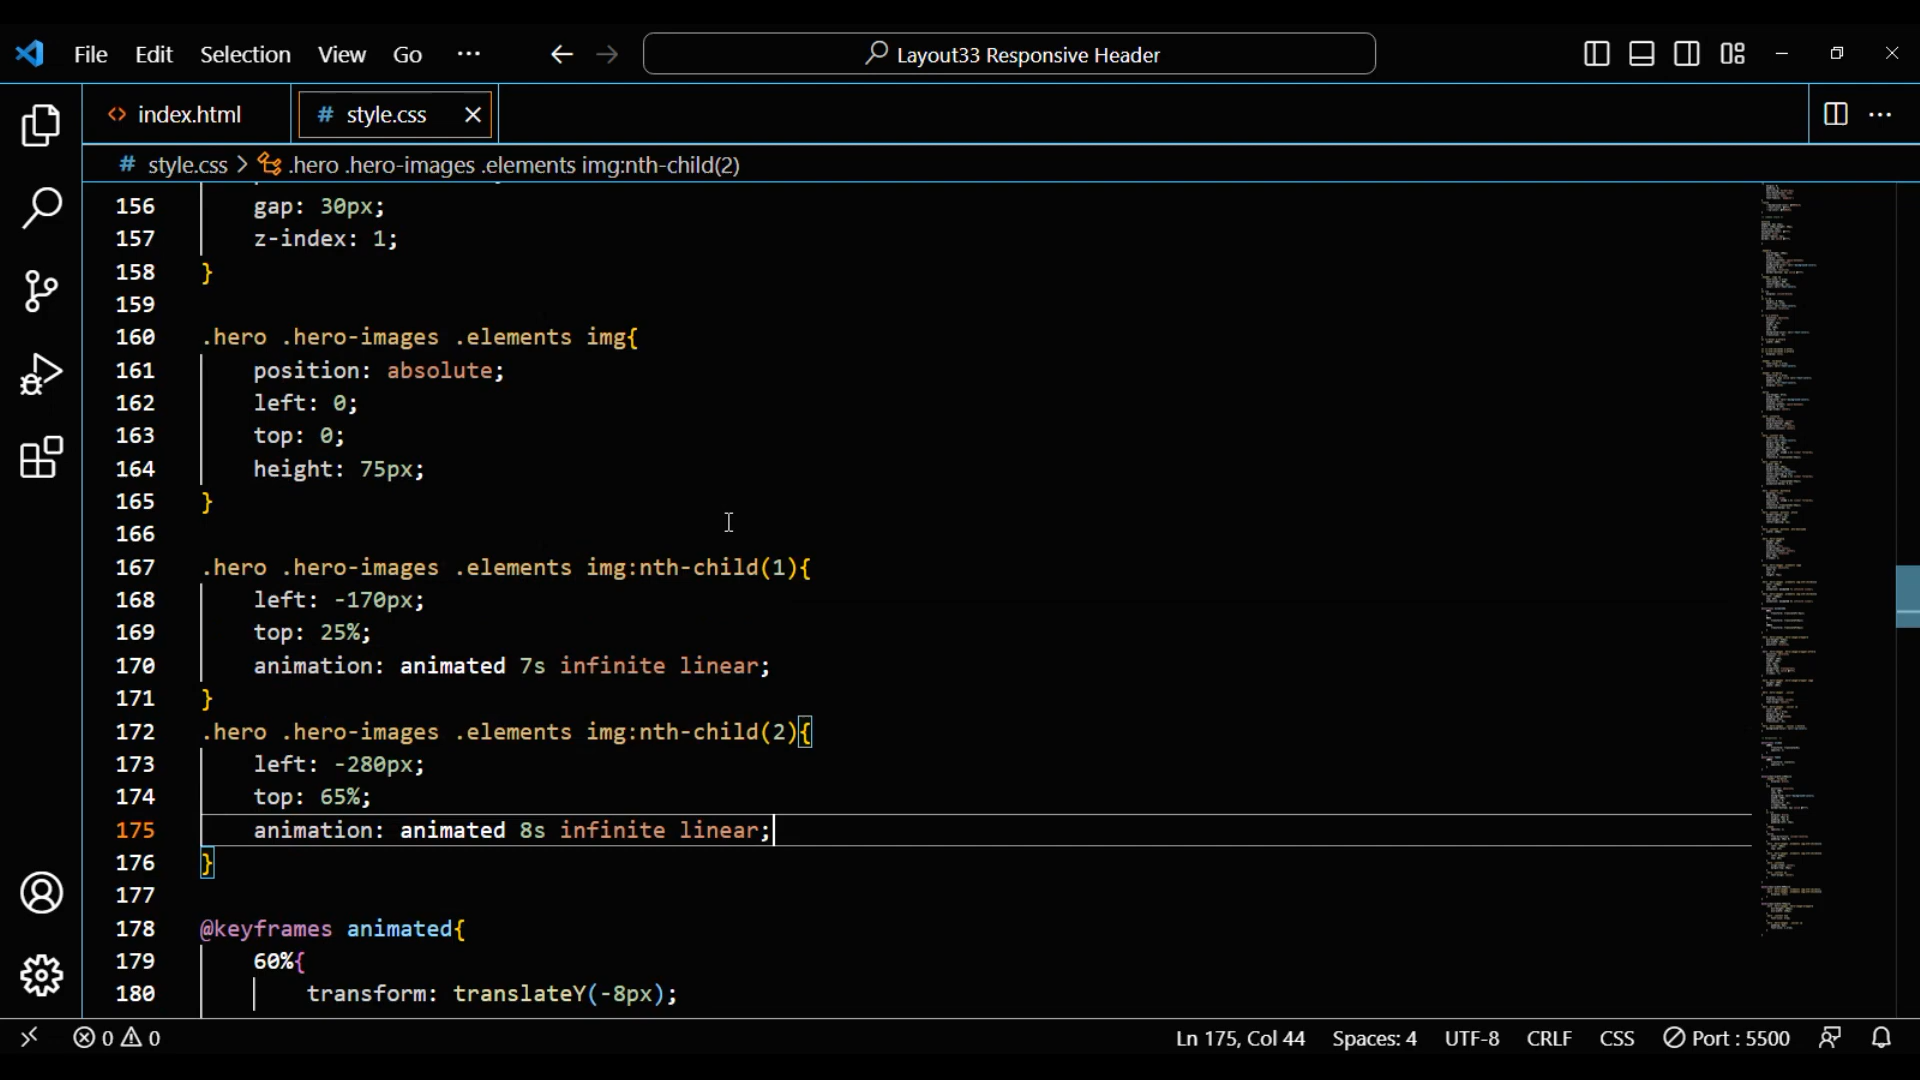 File Edit Selection View Go ···
Layout33 Responsive Header
<> index.html
# style.css
# style.css > .hero .hero-images .elements img:nth-child(2)
156 gap: 30px;
157 z-index: 1;
158 }
159
160 .hero .hero-images .elements img{
161 position: absolute;
162 left: 0;
163 top: 0;
164 height: 75px;
165 }
166
167 .hero .hero-images .elements img:nth-child(1){
168 left: -170px;
169 top: 25%;
170 animation: animated 7s infinite linear;
171 }
172 .hero .hero-images .elements img:nth-child(2){
173 left: -280px;
174 top: 65%;
175 animation: animated 8s infinite linear;
176 }
177
178 @keyframes animated{
179 60%{
180 transform: translateY(-8px);
0 0 Ln 175, Col 44 Spaces: 4 UTF-8 CRLF CSS Port : 5500